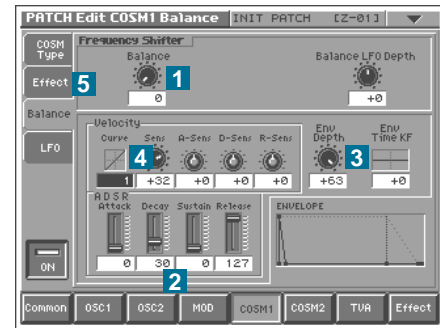 PATCH Edit COSM1 Balance INIT PATCH [Z-01]
COSM Type
Effect
Balance
LFO
ON
Frequency Shifter
Balance
0
Balance LFO Depth
+0
5
1
Velocity
Curve Sens A-Sens D-Sens R-Sens
1 +32 +0 +0 +0
4
Env Depth
Env Time KF
+63 +0
3
ADSR
Attack Decay Sustain Release
0 30 0 127
2
ENVELOPE
Common OSC1 OSC2 MOD COSM1 COSM2 TVA Effect